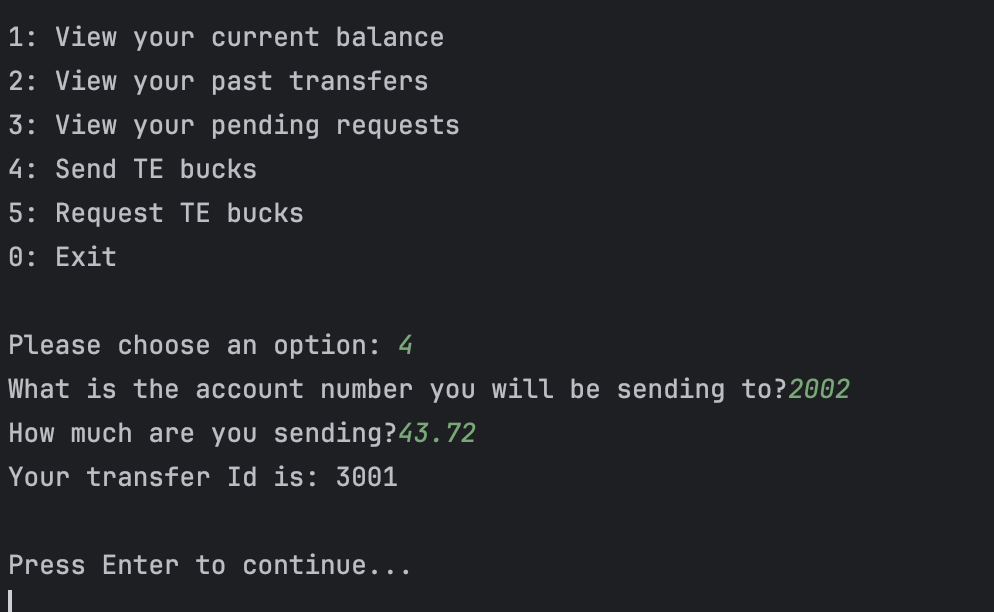 1: View your current balance
2: View your past transfers
3: View your pending requests
4: Send TE bucks
5: Request TE bucks
0: Exit
Please choose an option: 4
What is the account number you will be sending to?2002
How much are you sending?43.72
Your transfer Id is: 3001
Press Enter to continue...